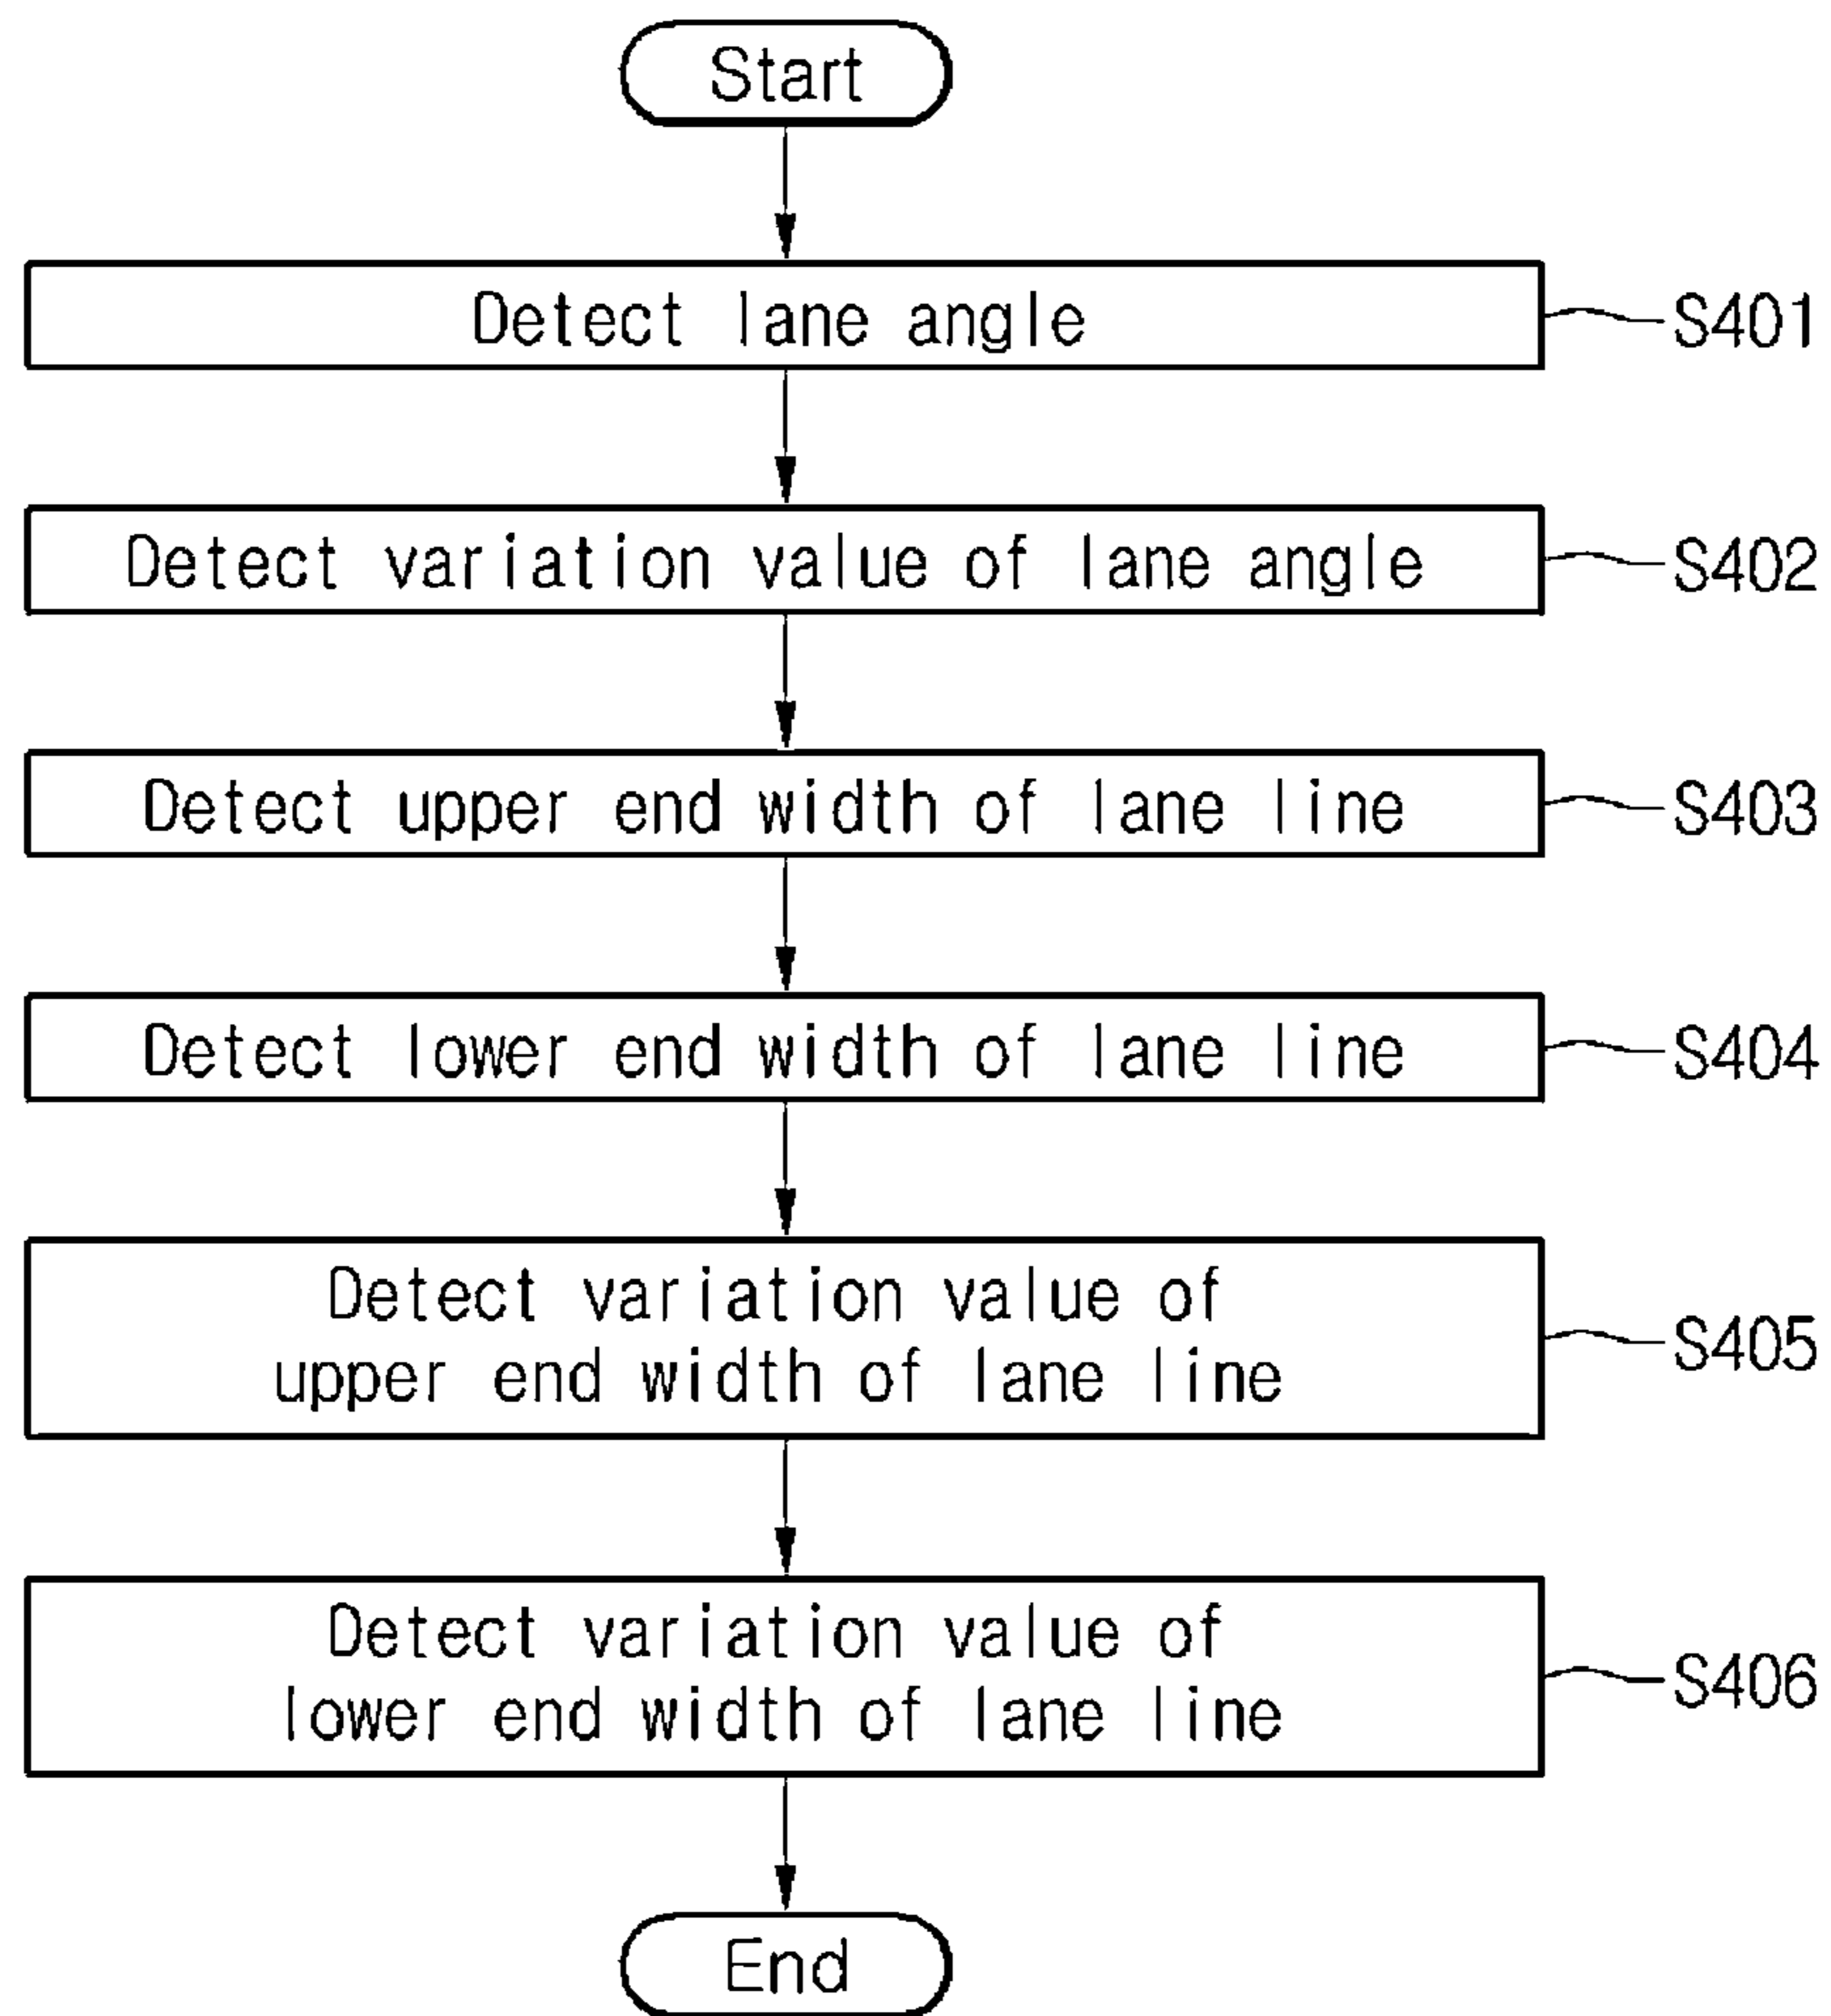 Start
Detect lane angle
S401
Detect variation value of lane angle
S402
Detect upper end width of lane line
S403
Detect lower end width of lane line
S404
Detect variation value of
upper end width of lane line
S405
Detect variation value of
lower end width of lane line
S406
End